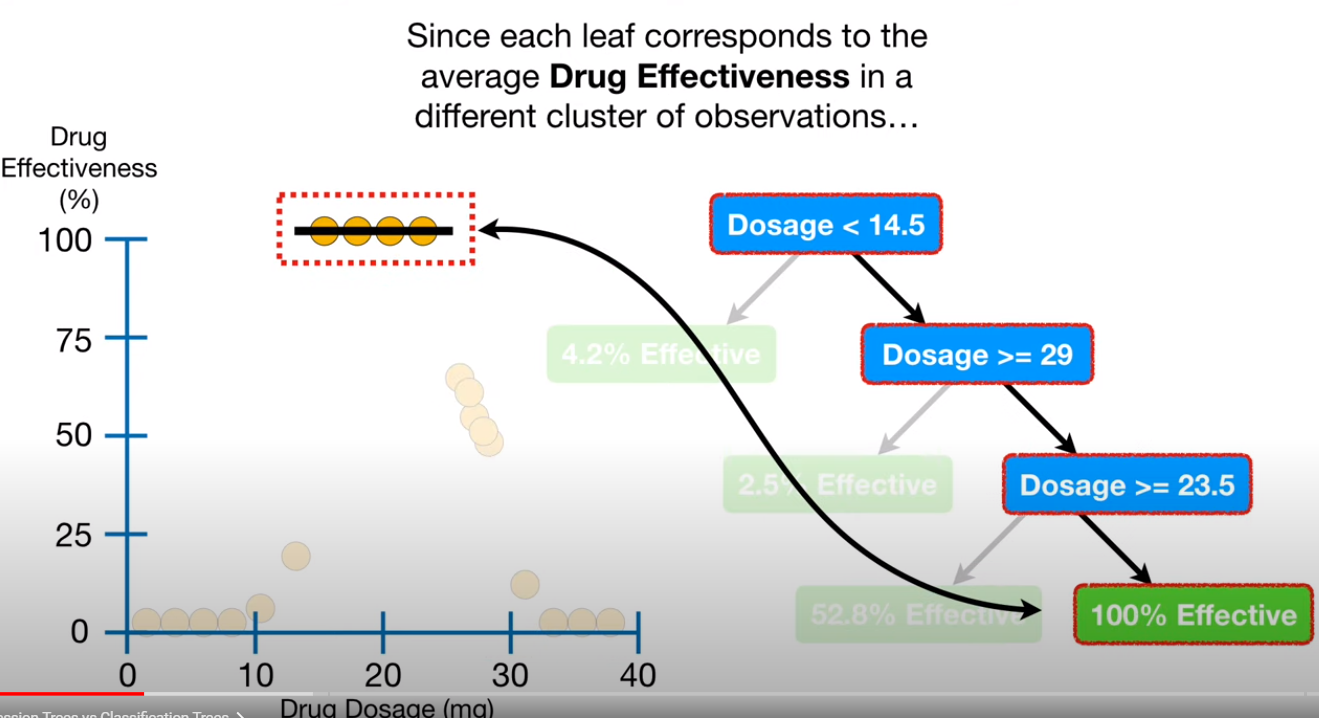 Since each leaf corresponds to the
average Drug Effectiveness in a
different cluster of observations...
Drug
Effectiveness
(%)
100
75
50
25
0
0 10 20 30 40
Drug Dosage (mg)
Dosage < 14.5
4.2% Effective
Dosage >= 29
2.5% Effective
Dosage >= 23.5
52.8% Effective
100% Effective
Trees vs Classification Trees >